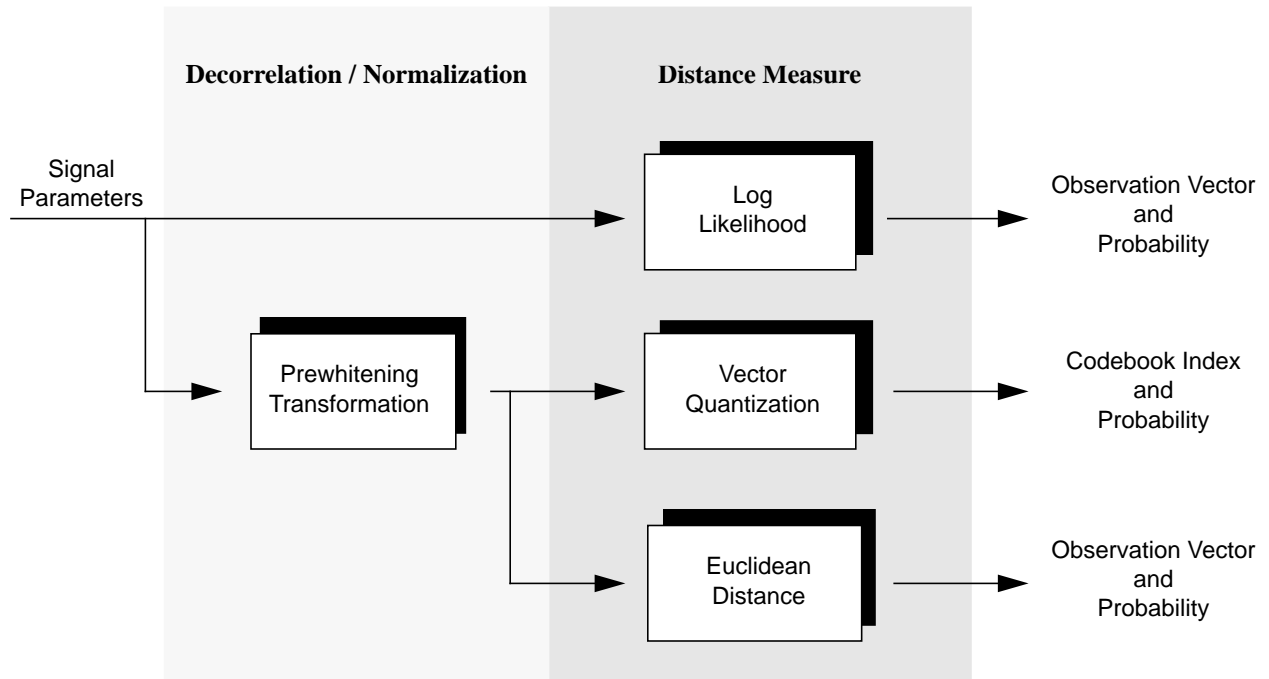 Decorrelation / Normalization
Distance Measure
Signal
Parameters
Log
Likelihood
Observation Vector
and
Probability
Prewhitening
Transformation
Vector
Quantization
Codebook Index
and
Probability
Euclidean
Distance
Observation Vector
and
Probability